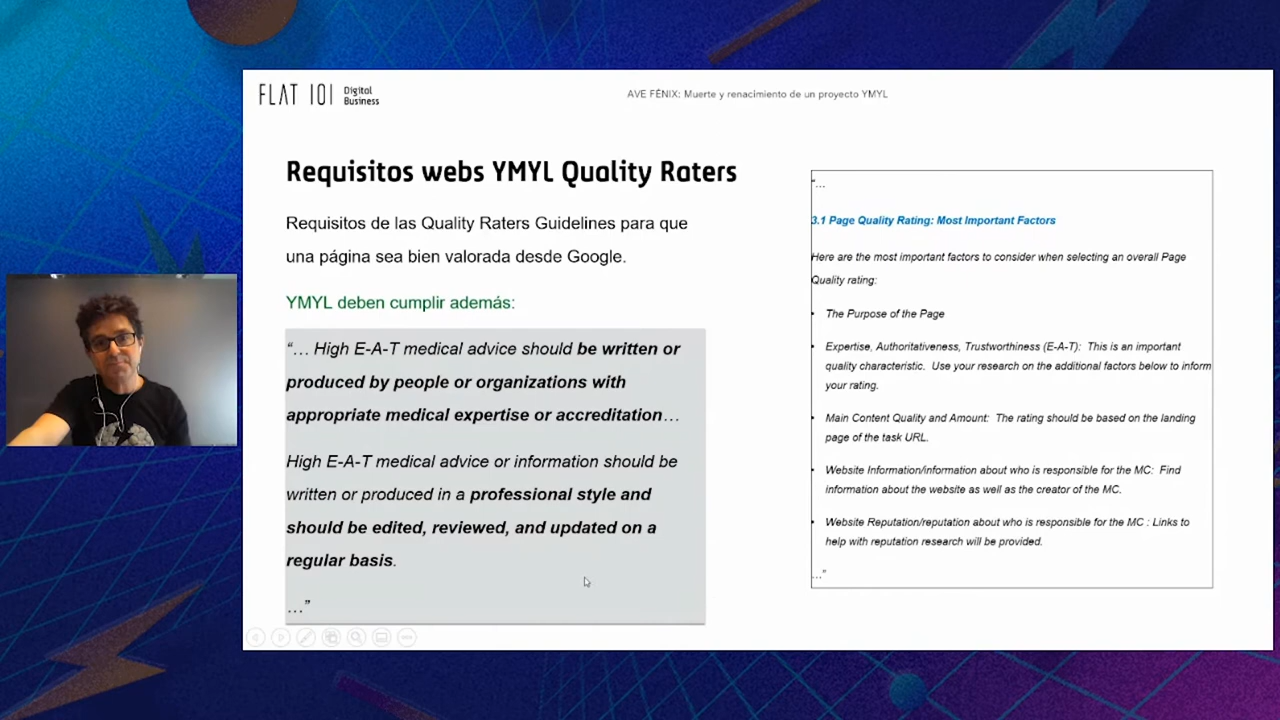 FLAT 101 Digital Business
AVE FÉNIX: Muerte y renacimiento de un proyecto YMYL
Requisitos webs YMYL Quality Raters
Requisitos de las Quality Raters Guidelines para que
una página sea bien valorada desde Google.
YMYL deben cumplir además:
“… High E-A-T medical advice should be written or
produced by people or organizations with
appropriate medical expertise or accreditation…
High E-A-T medical advice or information should be
written or produced in a professional style and
should be edited, reviewed, and updated on a
regular basis.
…”
“…
3.1 Page Quality Rating: Most Important Factors
Here are the most important factors to consider when selecting an overall Page
Quality rating:
• The Purpose of the Page
• Expertise, Authoritativeness, Trustworthiness (E-A-T): This is an important
quality characteristic. Use your research on the additional factors below to inform
your rating.
• Main Content Quality and Amount: The rating should be based on the landing
page of the task URL.
• Website Information/information about who is responsible for the MC: Find
information about the website as well as the creator of the MC.
• Website Reputation/reputation about who is responsible for the MC : Links to
help with reputation research will be provided.
…”